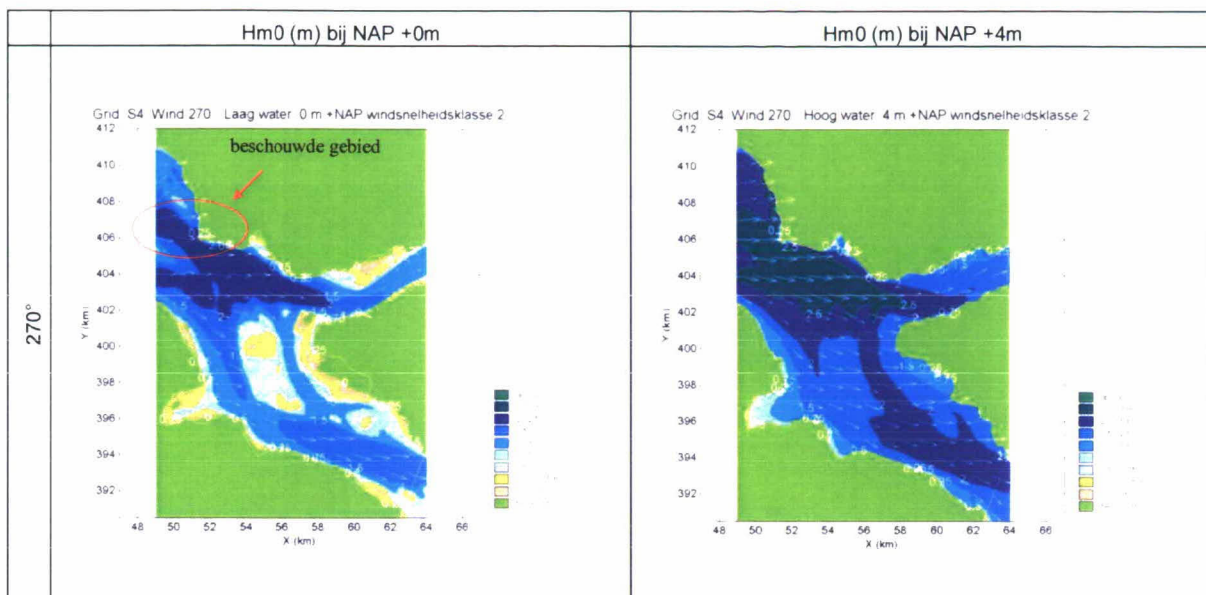 Hm0 (m) bij NAP +0m
Hm0 (m) bij NAP +4m
270°
Grid S4 Wind 270 Laag water 0 m +NAP windsnelheidsklasse 2
beschouwde gebied
412
410
408
406
404
402
400
398
396
394
392
Y (km)
48 50 52 54 56 58 60 62 64 66
X (km)
Grid S4 Wind 270 Hoog water 4 m +NAP windsnelheidsklasse 2
412
410
408
406
404
402
400
398
396
394
392
Y (km)
48 50 52 54 56 58 60 62 64 66
X (km)